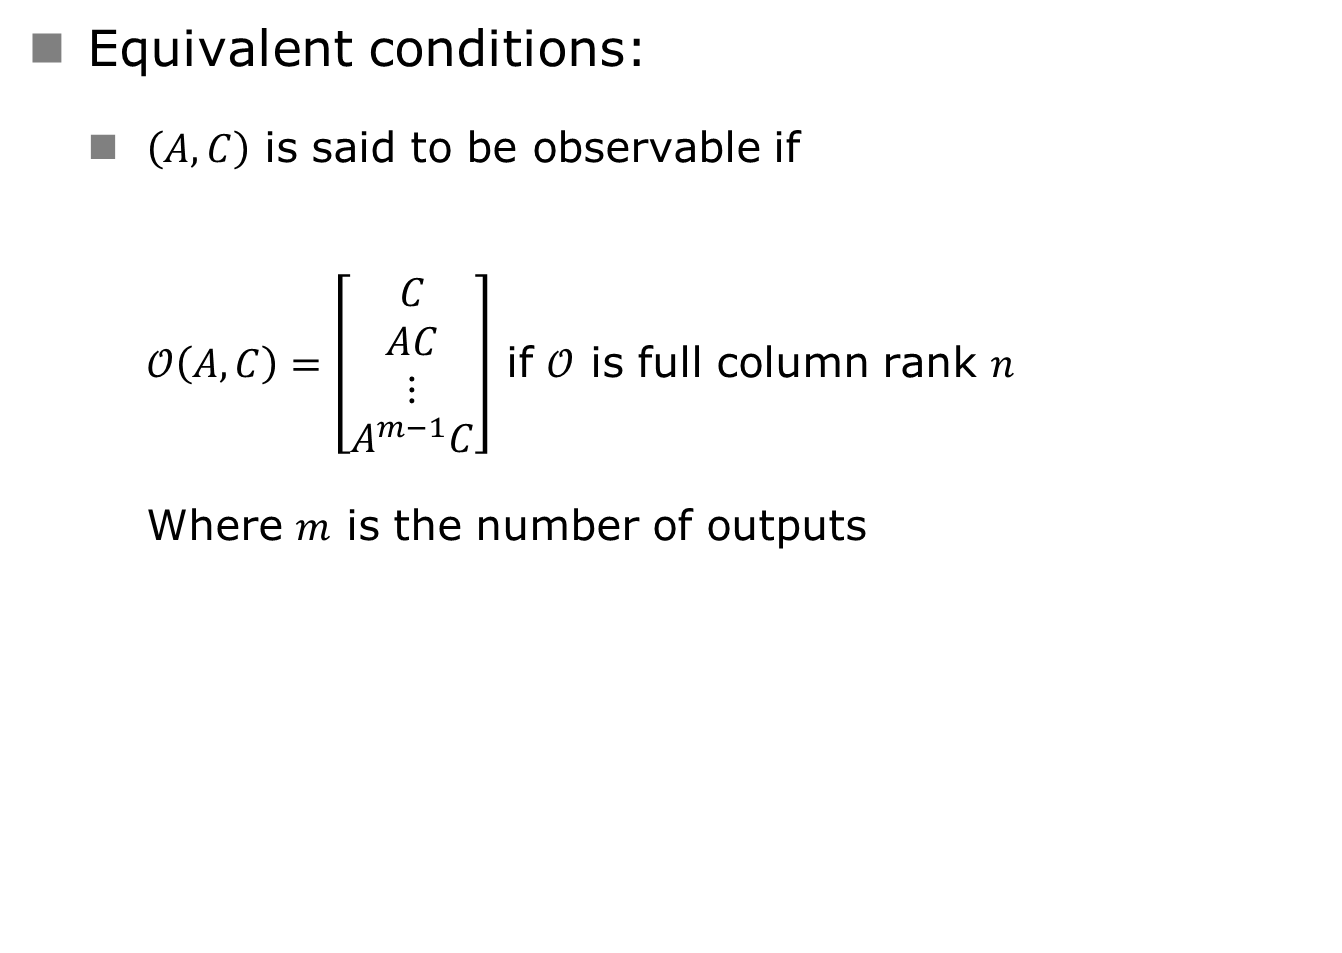 Equivalent conditions:
(A, C) is said to be observable if
𝒪(A, C) = [C; AC; ⋮; A^{m−1}C] if 𝒪 is full column rank n
Where m is the number of outputs